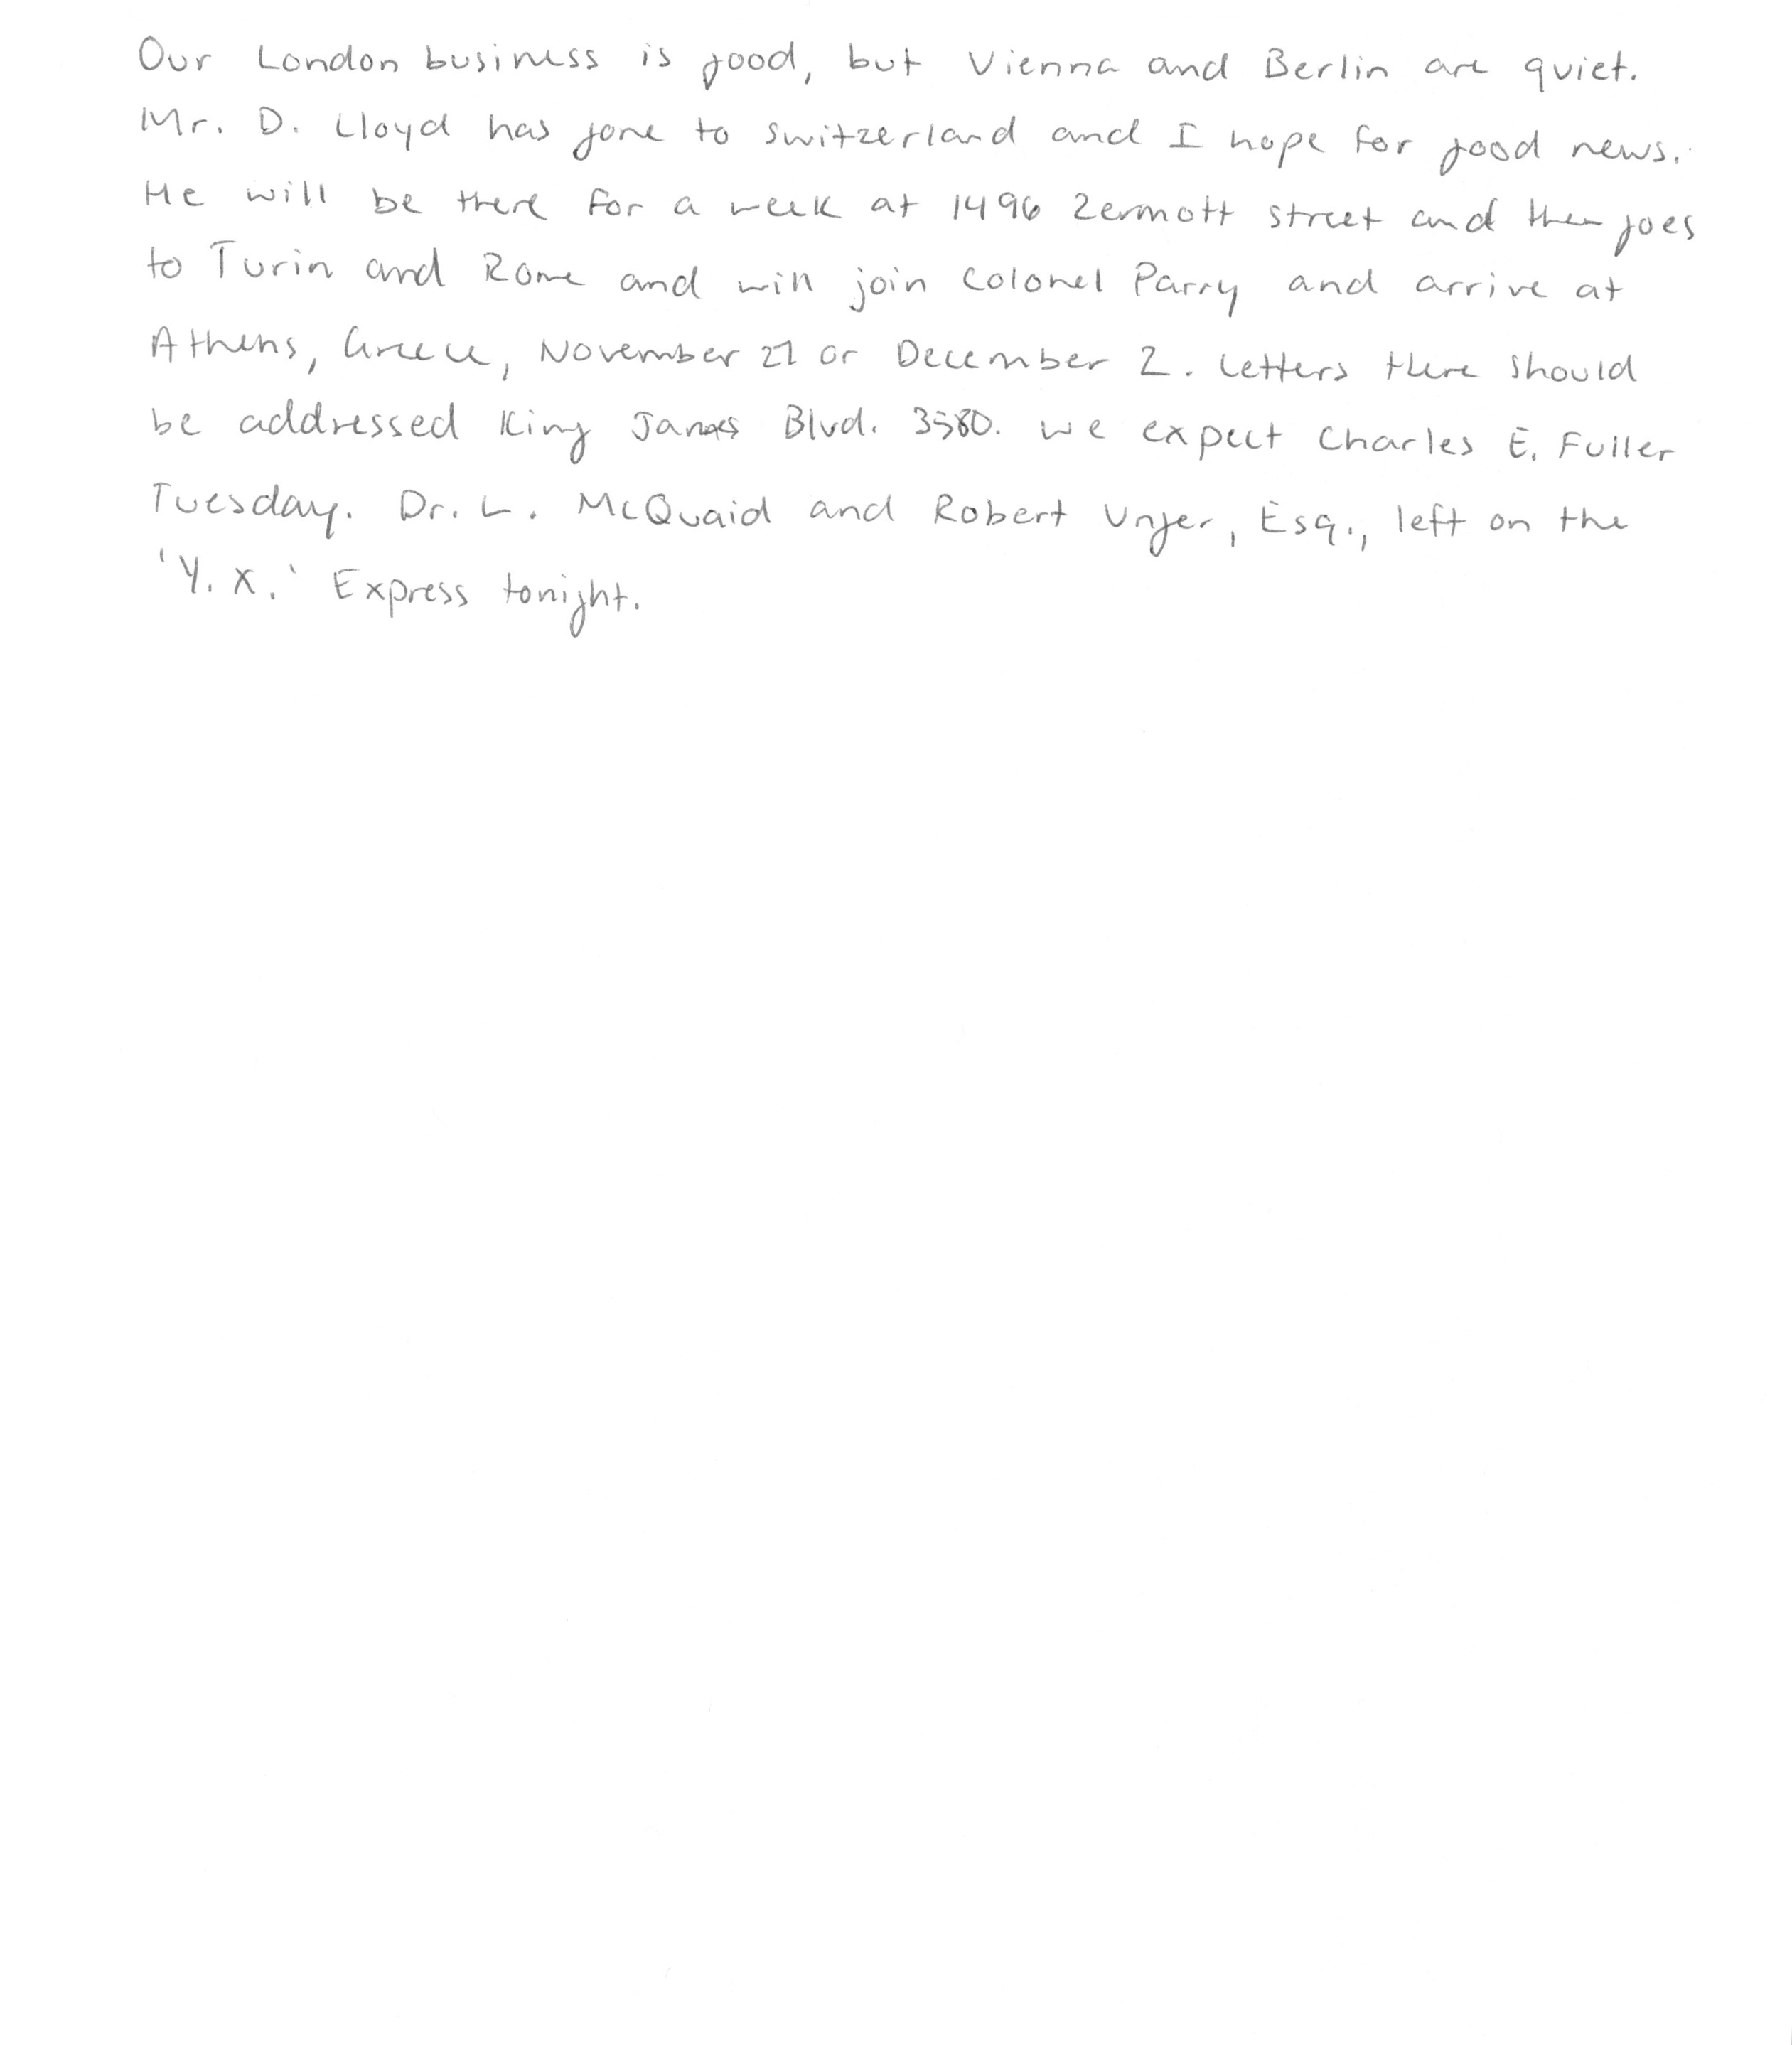 Our London business is good, but Vienna and Berlin are quiet.
Mr. D. Lloyd has gone to Switzerland and I hope for good news.
He will be there for a week at 1496 Zermott Street and then goes
to Turin and Rome and will join Colonel Parry and arrive at
Athens, Greece, November 27 or December 2. Letters there should
be addressed King James Blvd. 3580. We expect Charles E. Fuller
Tuesday. Dr. L. McQuaid and Robert Unger, Esq., left on the
'Y. X.' Express tonight.